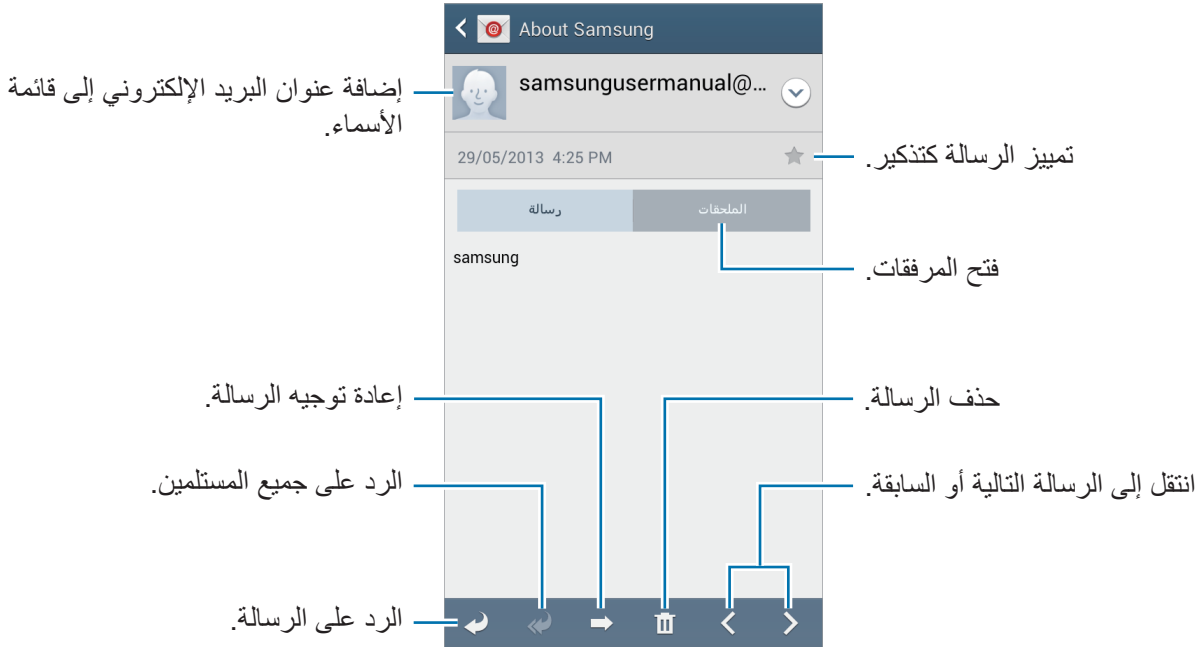 About Samsung
samsungusermanual@...
إضافة عنوان البريد الإلكتروني إلى قائمة
الأسماء.
29/05/2013 4:25 PM
تمييز الرسالة كتذكير.
رسالة
الملحقات
samsung
فتح المرفقات.
إعادة توجيه الرسالة.
حذف الرسالة.
الرد على جميع المستلمين.
انتقل إلى الرسالة التالية أو السابقة.
الرد على الرسالة.